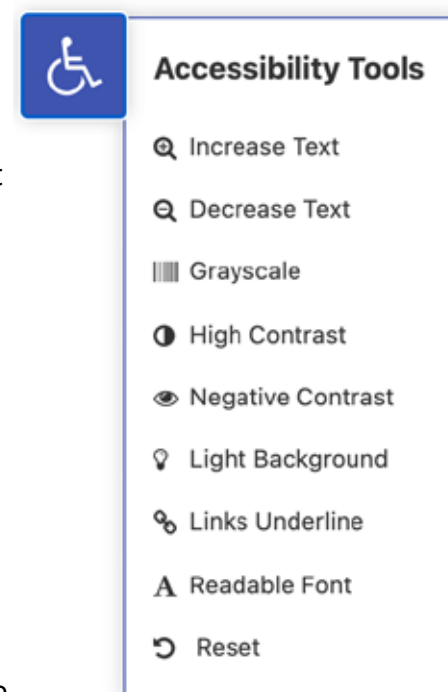 Accessibility Tools
Increase Text
Decrease Text
Grayscale
High Contrast
Negative Contrast
Light Background
Links Underline
A Readable Font
Reset